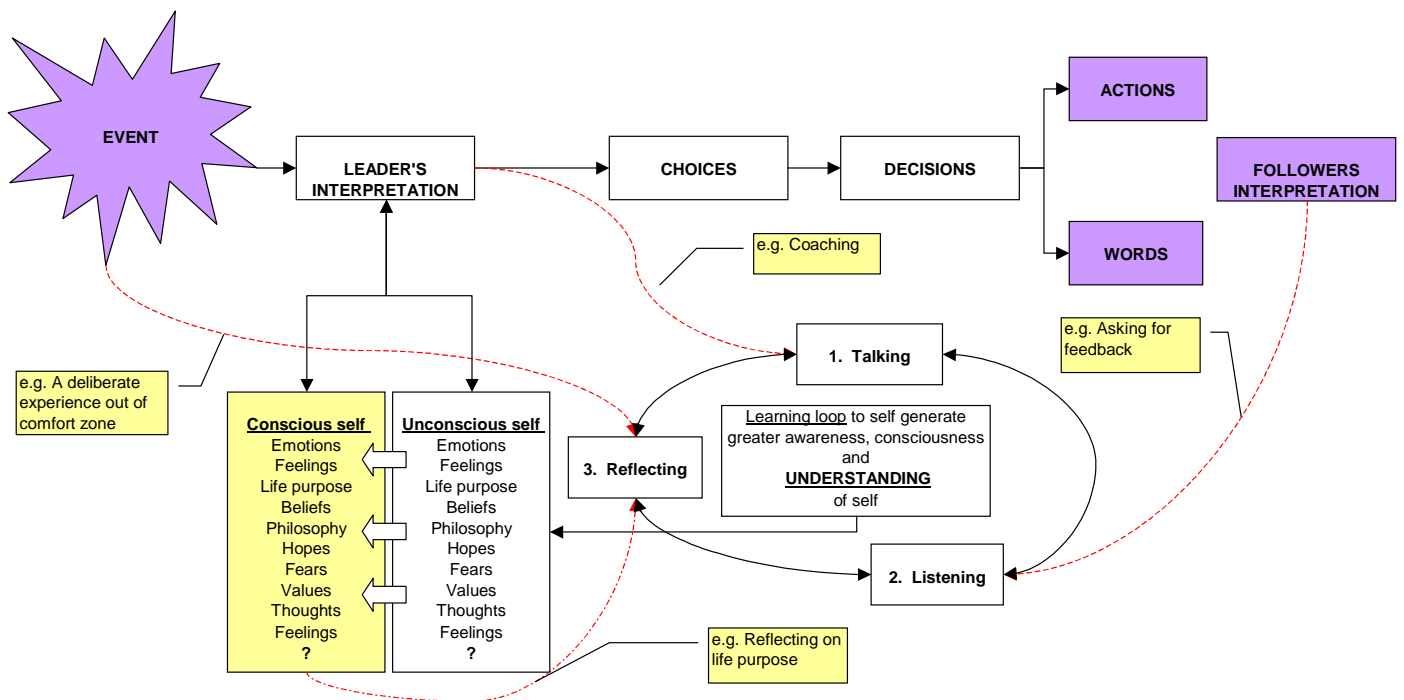 EVENT
LEADER'S
INTERPRETATION
CHOICES
DECISIONS
ACTIONS
WORDS
FOLLOWERS
INTERPRETATION
e.g. Coaching
e.g. Asking for
feedback
e.g. A deliberate
experience out of
comfort zone
1. Talking
Learning loop to self generate
greater awareness, consciousness
and
UNDERSTANDING
of self
3. Reflecting
2. Listening
Conscious self
Emotions
Feelings
Life purpose
Beliefs
Philosophy
Hopes
Fears
Values
Thoughts
Feelings
?
Unconscious self
Emotions
Feelings
Life purpose
Beliefs
Philosophy
Hopes
Fears
Values
Thoughts
Feelings
?
e.g. Reflecting on
life purpose